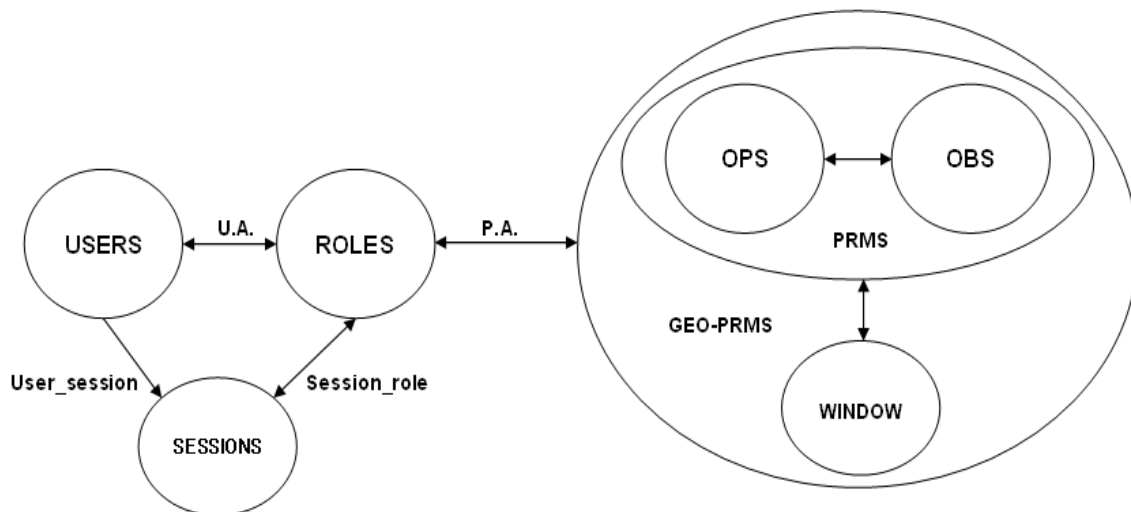 OPS
OBS
PRMS
USERS
U.A.
ROLES
P.A.
GEO-PRMS
User_session
Session_role
WINDOW
SESSIONS